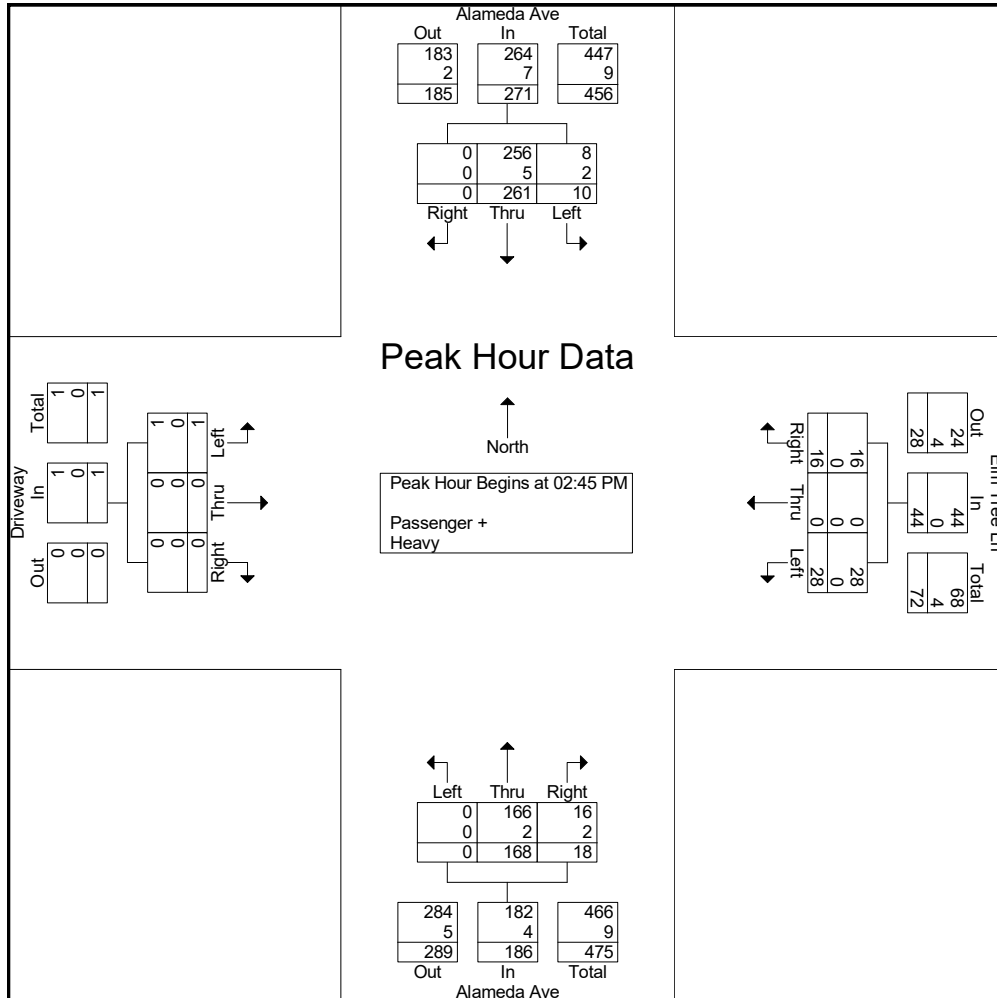 Alameda Ave
Out In Total
183 264 447
2 7 9
185 271 456
0 256 8
0 5 2
0 261 10
Right Thru Left
Peak Hour Data
North
Peak Hour Begins at 02:45 PM
Passenger +
Heavy
Driveway
Total
1 0 1
In
1 0 1
Out
0 0 0
Left
1 0 1
Thru
0 0 0
Right
0 0 0
Right
16 0 16
Thru
0 0 0
Left
28 0 28
Out
24 4 28
In
44 0 44
Total
68 4 72
Elm Tree Ln
Left Thru Right
0 166 16
0 2 2
0 168 18
284 182 466
5 4 9
289 186 475
Out In Total
Alameda Ave